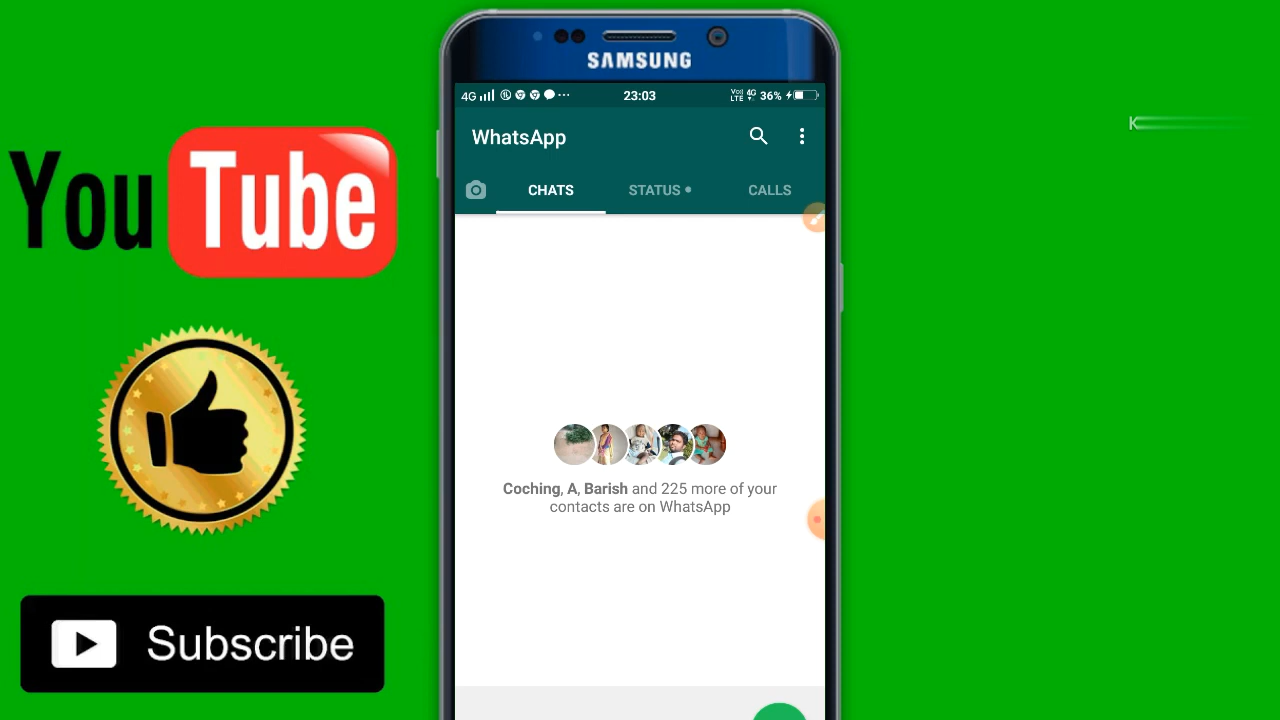 YouTube
Subscribe
SAMSUNG
4G 23:03 4G 36%
WhatsApp
CHATS STATUS CALLS
Coching, A, Barish and 225 more of your
contacts are on WhatsApp
K